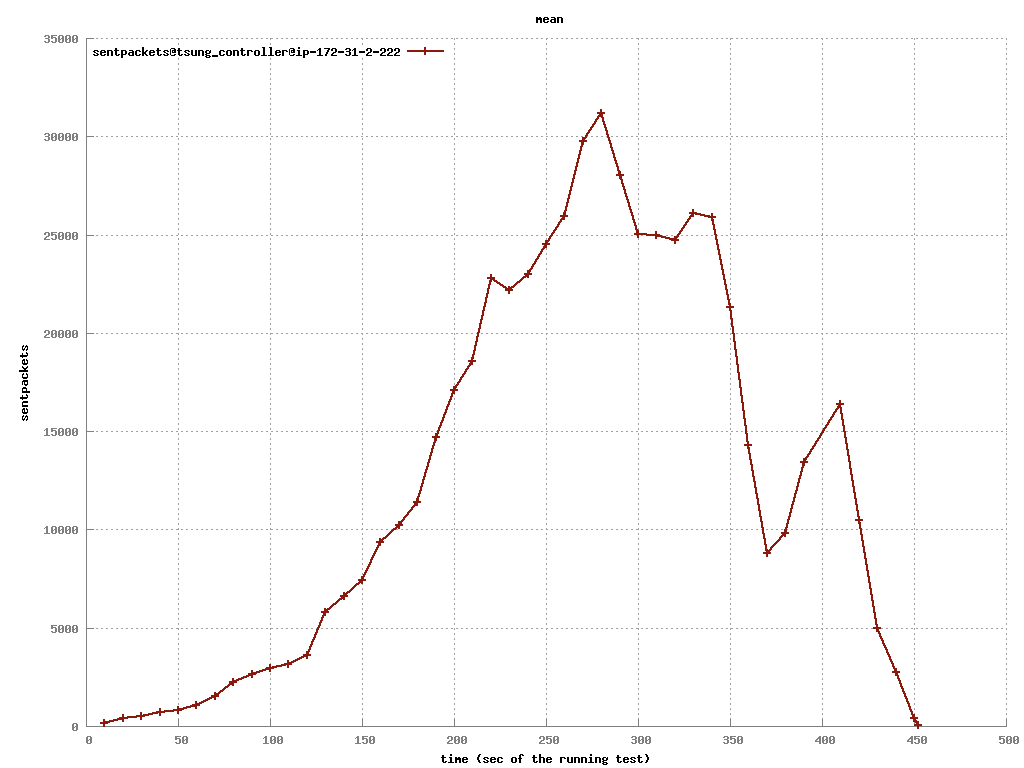 mean
35000
sentpackets@tsung_controller@ip-172-31-2-222
30000
25000
20000
sentpackets
15000
10000
5000
0
0 50 100 150 200 250 300 350 400 450 500
time (sec of the running test)